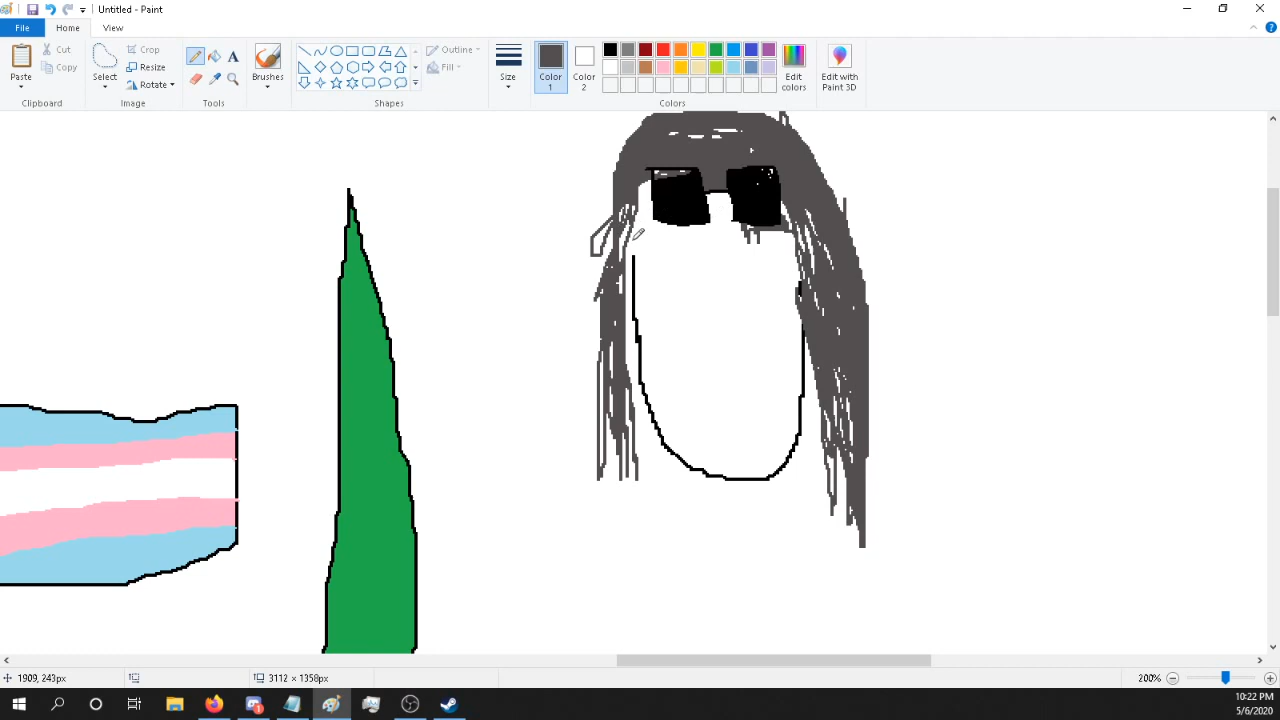 Untitled - Paint
File Home View
Paste
Cut
Copy
Clipboard
Select
Crop
Resize
Rotate
Image
A
Tools
Brushes
Outline
Fill
Shapes
Size
Color 1
Color 2
Edit colors
Colors
Edit with Paint 3D
1909, 243px
3112 × 1358px
200%
10:22 PM
5/6/2020